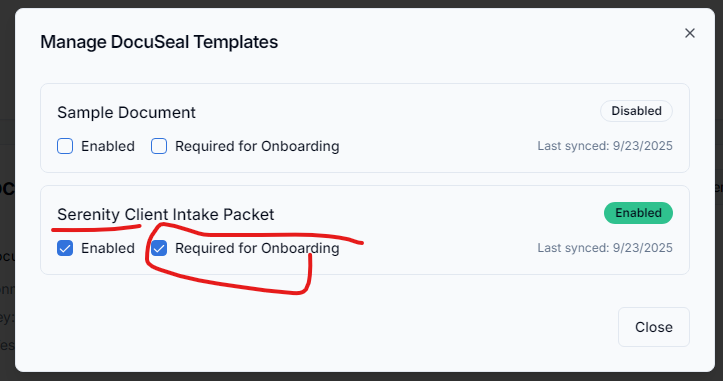 Manage DocuSeal Templates
Sample Document
Disabled
Enabled
Required for Onboarding
Last synced: 9/23/2025
Serenity Client Intake Packet
Enabled
Enabled
Required for Onboarding
Last synced: 9/23/2025
Close